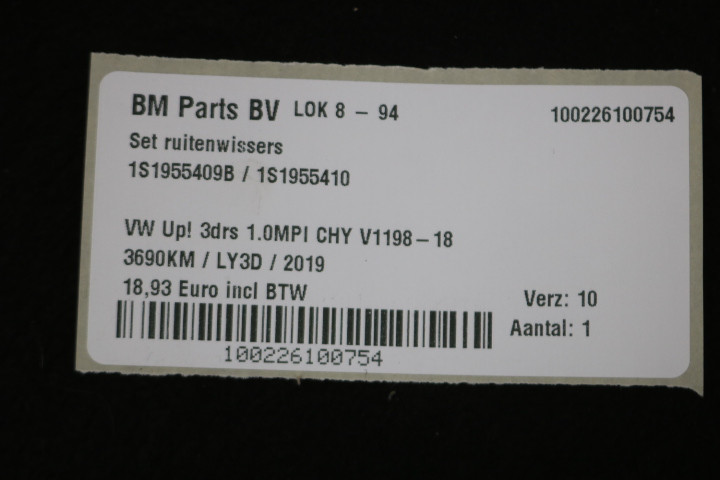 BM Parts BV LOK 8 - 94 100226100754
Set ruitenwissers
1S1955409B / 1S1955410
VW Up! 3drs 1.0MPI CHY V1198-18
3690KM / LY3D / 2019
18,93 Euro incl BTW
Verz: 10
Aantal: 1
100226100754